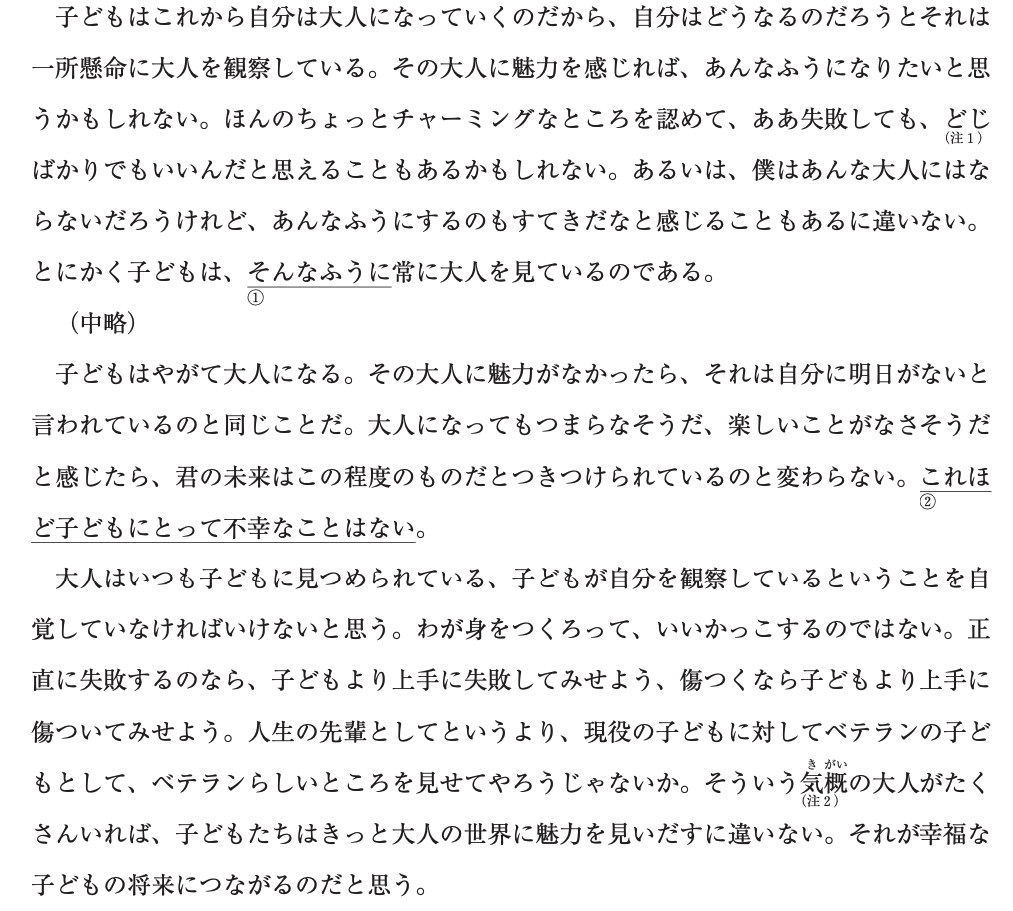 子どもはこれから自分は大人になっていくのだから、自分はどうなるのだろうとそれは
一所懸命に大人を観察している。その大人に魅力を感じれば、あんなふうになりたいと思
うかもしれない。ほんのちょっとチャーミングなところを認めて、ああ失敗しても、どじ
(注1)
ばかりでもいいんだと思えることもあるかもしれない。あるいは、僕はあんな大人にはな
らないだろうけれど、あんなふうにするのもすてきだなと感じることもあるに違いない。
とにかく子どもは、そんなふうに常に大人を見ているのである。
①
（中略）
子どもはやがて大人になる。その大人に魅力がなかったら、それは自分に明日がないと
言われているのと同じことだ。大人になってもつまらなそうだ、楽しいことがなさそうだ
と感じたら、君の未来はこの程度のものだとつきつけられているのと変わらない。これほ
②
ど子どもにとって不幸なことはない。
大人はいつも子どもに見つめられている、子どもが自分を観察しているということを自
覚していなければいけないと思う。わが身をつくろって、いいかっこするのではない。正
直に失敗するのなら、子どもより上手に失敗してみせよう、傷つくなら子どもより上手に
傷ついてみせよう。人生の先輩としてというより、現役の子どもに対してベテランの子ど
き がい
もとして、ベテランらしいところを見せてやろうじゃないか。そういう気概の大人がたく
(注2)
さんいれば、子どもたちはきっと大人の世界に魅力を見いだすに違いない。それが幸福な
子どもの将来につながるのだと思う。